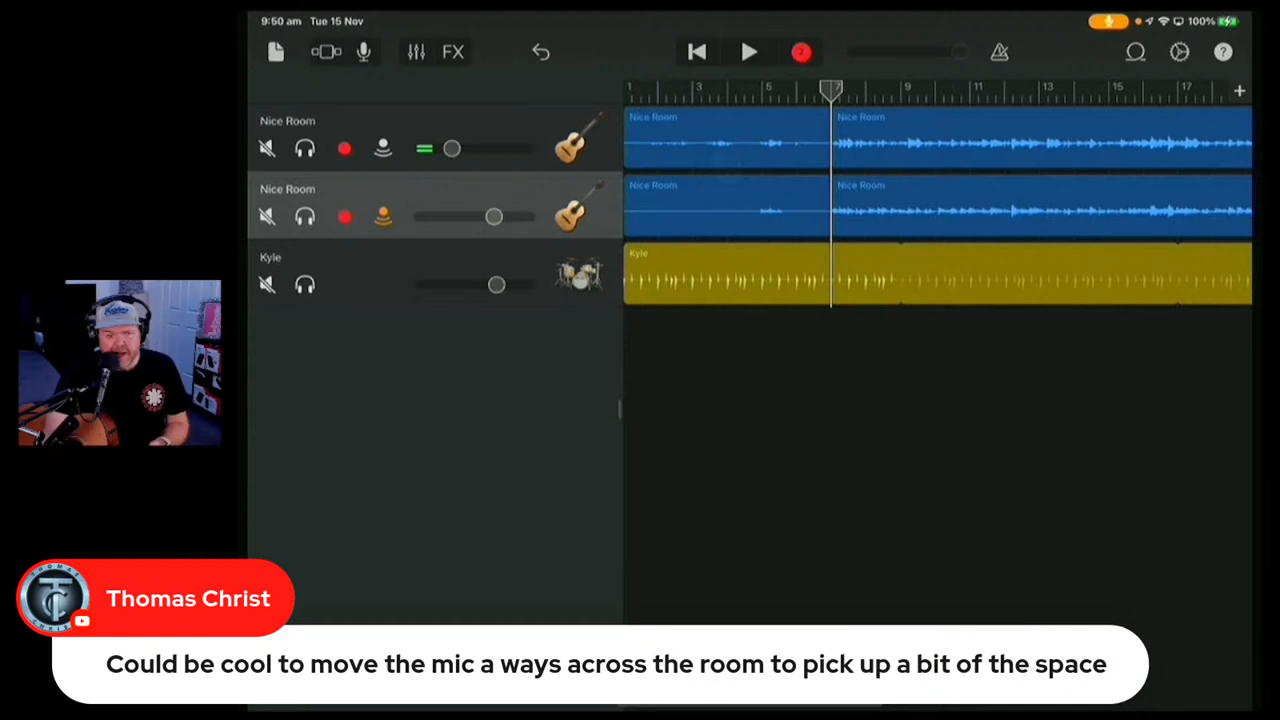 9:50 am Tue 15 Nov
100%
FX
2
?
1 3 5 7 9 11 13 15 17 +
Nice Room
Nice Room Nice Room
Nice Room
Nice Room Nice Room
Kyle
Kyle
Thomas Christ
Could be cool to move the mic a ways across the room to pick up a bit of the space